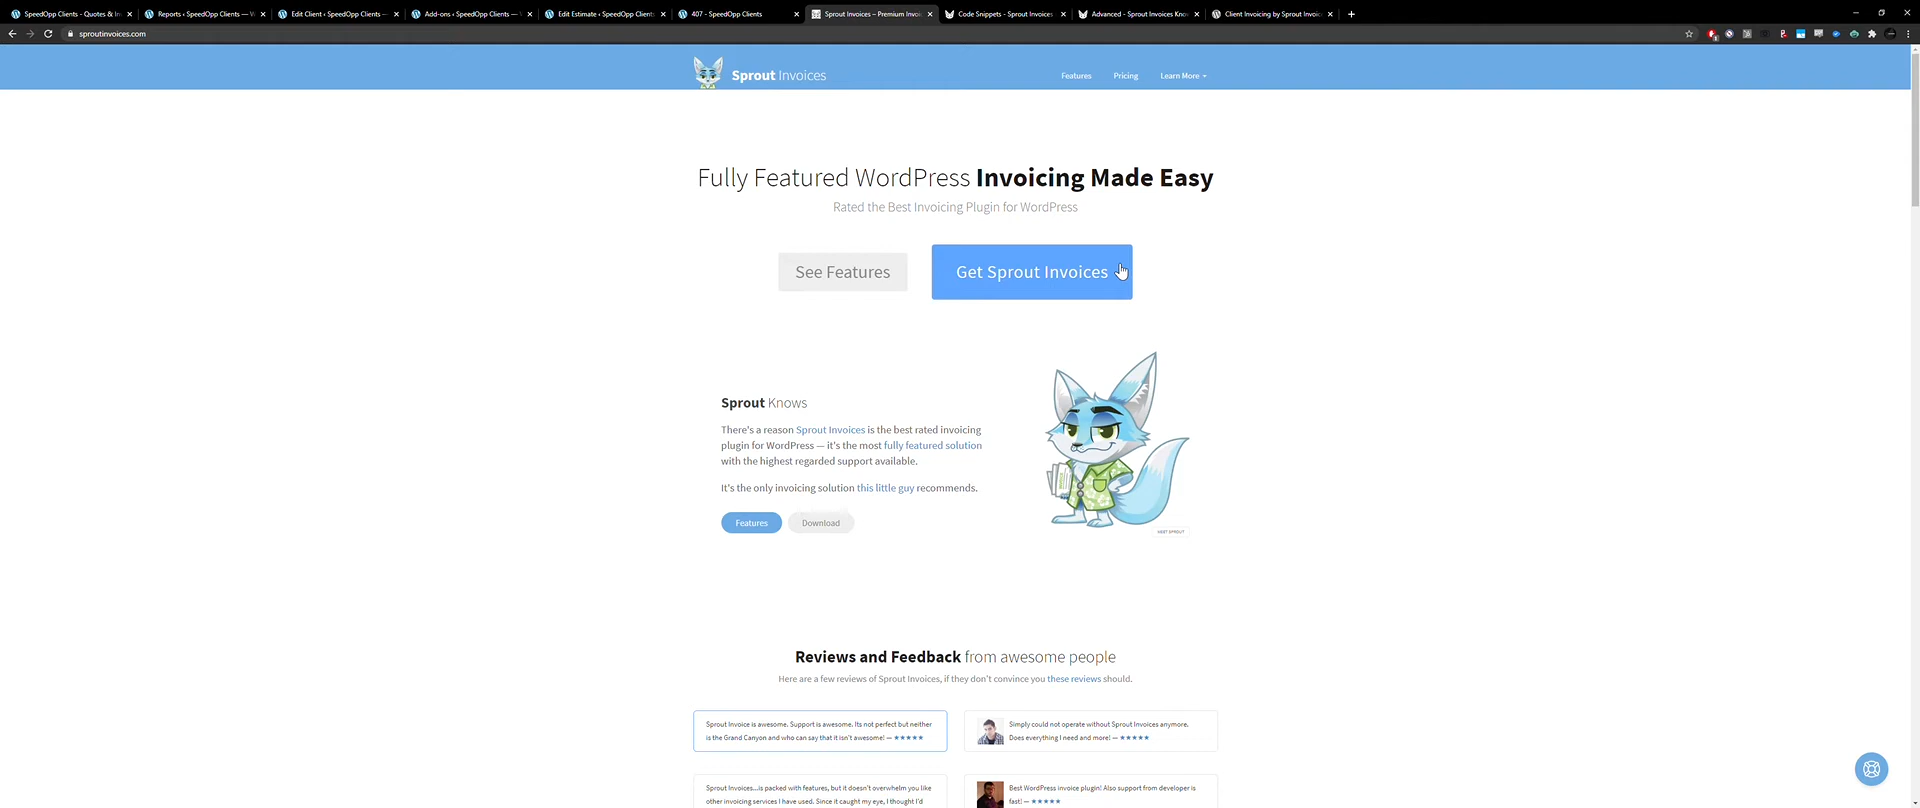 SpeedOpp Clients - Quotes & In
Reports ‹ SpeedOpp Clients — W
Edit Client ‹ SpeedOpp Clients —
Add-ons ‹ SpeedOpp Clients — 
Edit Estimate ‹ SpeedOpp Clients
407 - SpeedOpp Clients
Sprout Invoices – Premium Invoi
Code Snippets - Sprout Invoices
Advanced - Sprout Invoices Kno
Client Invoicing by Sprout Invoic
sproutinvoices.com
Sprout Invoices
Features
Pricing
Learn More
Fully Featured WordPress Invoicing Made Easy
Rated the Best Invoicing Plugin for WordPress
See Features
Get Sprout Invoices
Sprout Knows
There's a reason Sprout Invoices is the best rated invoicing
plugin for WordPress — it's the most fully featured solution
with the highest regarded support available.
It's the only invoicing solution this little guy recommends.
Features
Download
MEET SPROUT
Reviews and Feedback from awesome people
Here are a few reviews of Sprout Invoices, if they don't convince you these reviews should.
Sprout Invoice is awesome. Support is awesome. Its not perfect but neither
is the Grand Canyon and who can say that it isn't awesome! — ★★★★★
Simply could not operate without Sprout Invoices anymore.
Does everything I need and more! — ★★★★★
Sprout Invoices...is packed with features, but it doesn't overwhelm you like
other invoicing services I have used. Since it caught my eye, I thought I'd
Best WordPress invoice plugin! Also support from developer is
fast! — ★★★★★